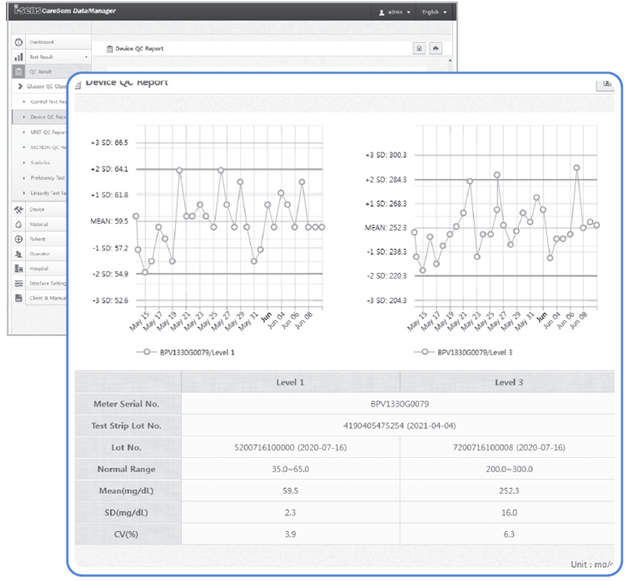 i-SENS CareSens DataManager
admin English
Dashboard
Test Result
QC Result
Glucose QC
Control Test
Device QC
UNIT QC Repor
Statistics
Proficiency Test
Linearity Test Re
Device
Material
Patient
Operator
Hospital
Interface Setting
Client & Manual
Device QC Report
Device QC Report
+3 SD: 66.5
+2 SD: 64.1
+1 SD: 61.8
MEAN: 59.5
-1 SD: 57.2
-2 SD: 54.9
-3 SD: 52.6
May 15 May 17 May 19 May 21 May 23 May 25 May 27 May 29 May 31 Jun Jun 04 Jun 06 Jun 08
BPV1330G0079/Level 1
+3 SD: 300.3
+2 SD: 284.3
+1 SD: 268.3
MEAN: 252.3
-1 SD: 236.3
-2 SD: 220.3
-3 SD: 204.3
May 15 May 17 May 19 May 21 May 23 May 25 May 27 May 29 May 31 Jun Jun 04 Jun 06 Jun 08
BPV1330G0079/Level 3
Level 1 Level 3
Meter Serial No. BPV1330G0079
Test Strip Lot No. 4190405475254 (2021-04-04)
Lot No. 5200716100000 (2020-07-16) 7200716100008 (2020-07-16)
Normal Range 35.0~65.0 200.0~300.0
Mean(mg/dL) 59.5 252.3
SD(mg/dL) 2.3 16.0
CV(%) 3.9 6.3
Unit : mg/